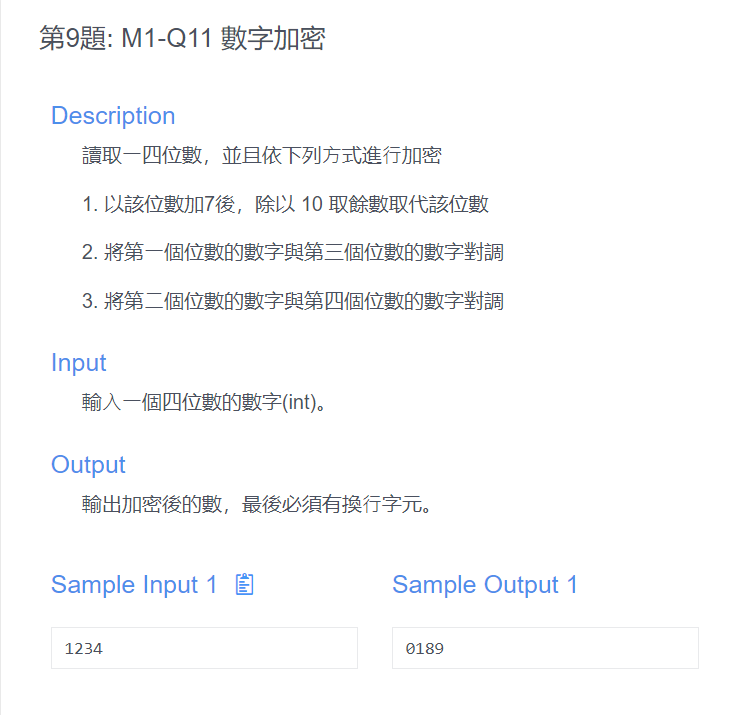 第9題: M1-Q11 數字加密
Description
讀取一四位數，並且依下列方式進行加密
1. 以該位數加7後，除以 10 取餘數取代該位數
2. 將第一個位數的數字與第三個位數的數字對調
3. 將第二個位數的數字與第四個位數的數字對調
Input
輸入一個四位數的數字(int)。
Output
輸出加密後的數，最後必須有換行字元。
Sample Input 1
Sample Output 1
1234
0189